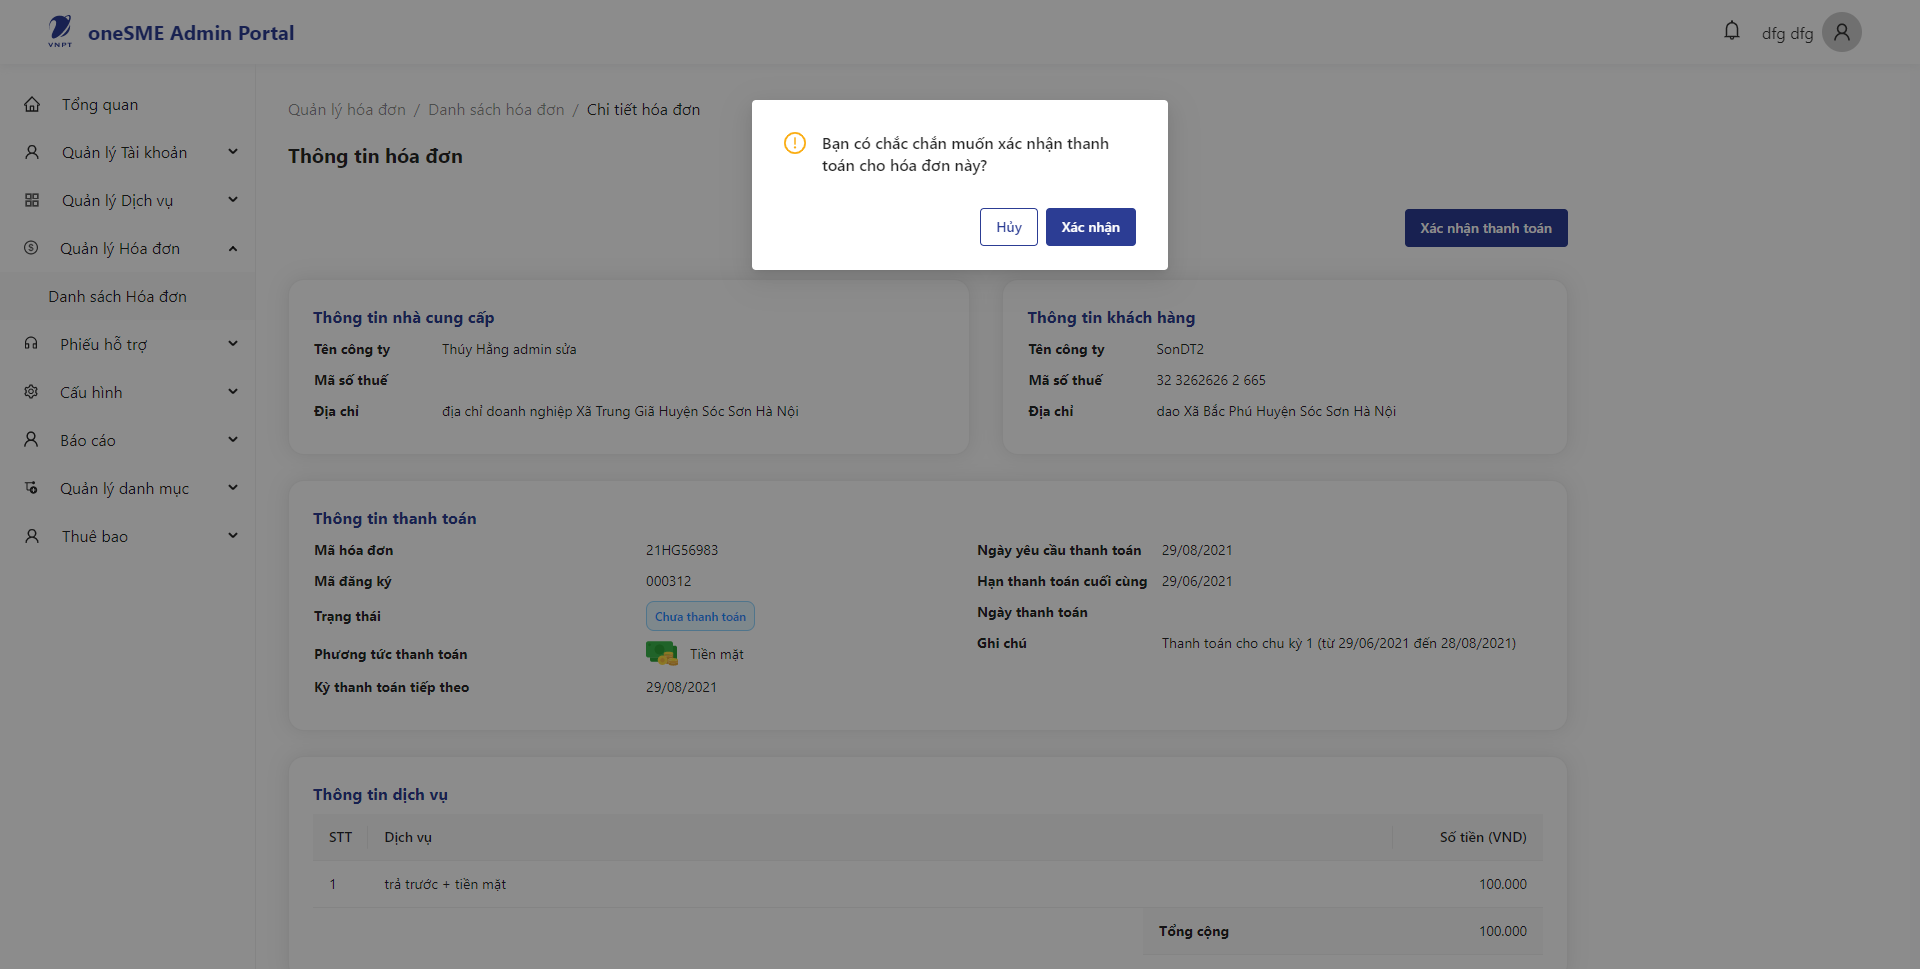 VNPT
oneSME Admin Portal
dfg dfg
Tổng quan
Quản lý Tài khoản
Quản lý Dịch vụ
Quản lý Hóa đơn
Danh sách Hóa đơn
Phiếu hỗ trợ
Cấu hình
Báo cáo
Quản lý danh mục
Thuê bao
Quản lý hóa đơn / Danh sách hóa đơn / Chi tiết hóa đơn
Thông tin hóa đơn
Bạn có chắc chắn muốn xác nhận thanh
toán cho hóa đơn này?
Hủy
Xác nhận
Xác nhận thanh toán
Thông tin nhà cung cấp
Tên công ty Thúy Hằng admin sửa
Mã số thuế
Địa chỉ địa chỉ doanh nghiệp Xã Trung Giã Huyện Sóc Sơn Hà Nội
Thông tin khách hàng
Tên công ty SonDT2
Mã số thuế 32 3262626 2 665
Địa chỉ dao Xã Bắc Phú Huyện Sóc Sơn Hà Nội
Thông tin thanh toán
Mã hóa đơn 21HG56983
Mã đăng ký 000312
Trạng thái Chưa thanh toán
Phương tức thanh toán Tiền mặt
Kỳ thanh toán tiếp theo 29/08/2021
Ngày yêu cầu thanh toán 29/08/2021
Hạn thanh toán cuối cùng 29/06/2021
Ngày thanh toán
Ghi chú Thanh toán cho chu kỳ 1 (từ 29/06/2021 đến 28/08/2021)
Thông tin dịch vụ
STT Dịch vụ Số tiền (VND)
1 trả trước + tiền mặt 100.000
Tổng cộng 100.000